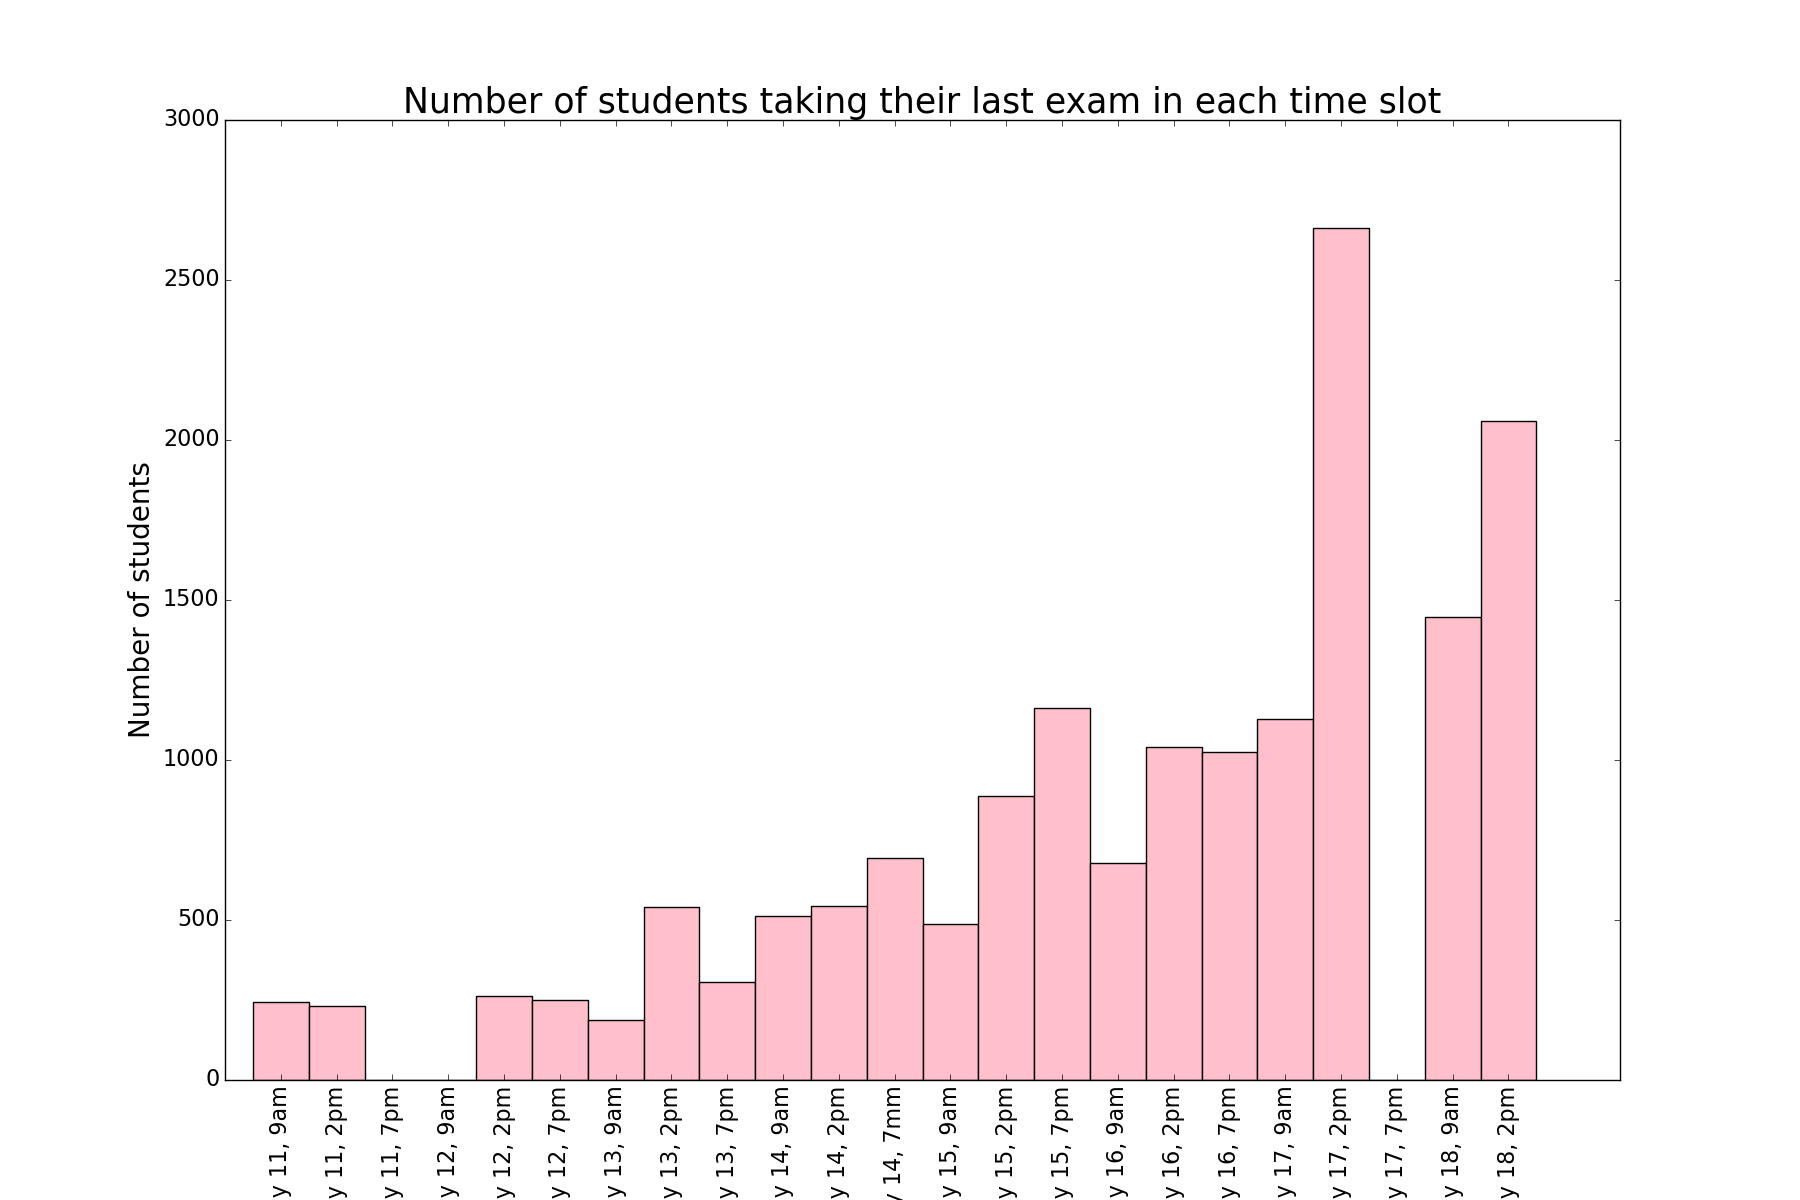 Number of students taking their last exam in each time slot
Number of students
3000
2500
2000
1500
1000
500
0
y 11, 9am
y 11, 2pm
y 11, 7pm
y 12, 9am
y 12, 2pm
y 12, 7pm
y 13, 9am
y 13, 2pm
y 13, 7pm
y 14, 9am
y 14, 2pm
y 14, 7mm
y 15, 9am
y 15, 2pm
y 15, 7pm
y 16, 9am
y 16, 2pm
y 16, 7pm
y 17, 9am
y 17, 2pm
y 17, 7pm
y 18, 9am
y 18, 2pm